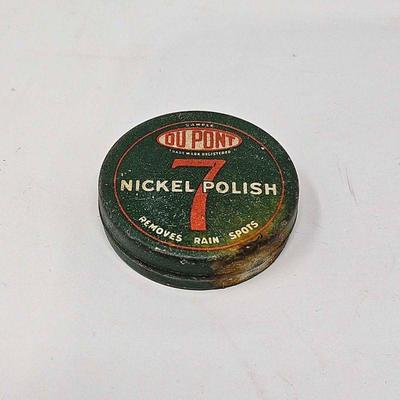 SAMPLE
DU PONT
TRADE MARK REGISTERED
7
NICKEL POLISH
REMOVES RAIN SPOTS